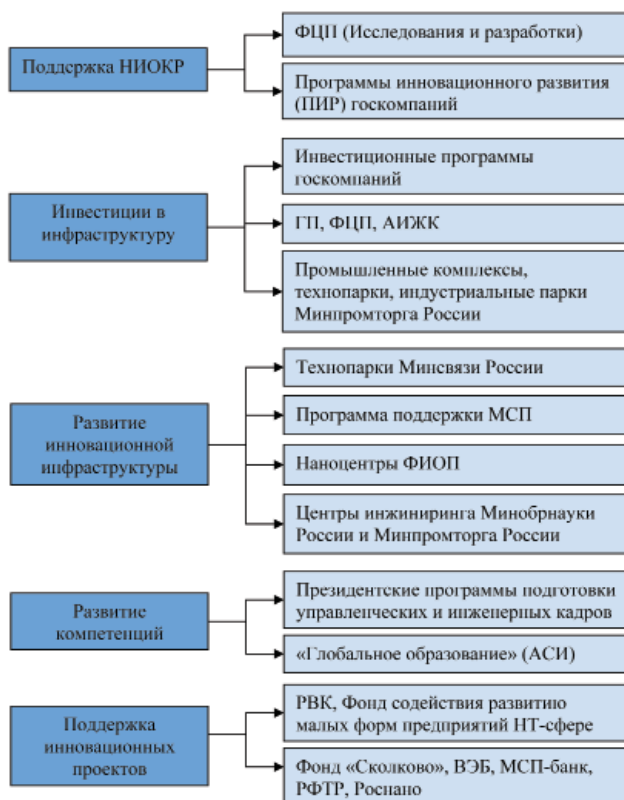 Поддержка НИОКР
ФЦП (Исследования и разработки)
Программы инновационного развития
(ПИР) госкомпаний
Инвестиции в
инфраструктуру
Инвестиционные программы
госкомпаний
ГП, ФЦП, АИЖК
Промышленные комплексы,
технопарки, индустриальные парки
Минпромторга России
Развитие
инновационной
инфраструктуры
Технопарки Минсвязи России
Программа поддержки МСП
Наноцентры ФИОП
Центры инжиниринга Минобрнауки
России и Минпромторга России
Развитие
компетенций
Президентские программы подготовки
управленческих и инженерных кадров
«Глобальное образование» (АСИ)
Поддержка
инновационных
проектов
РВК, Фонд содействия развитию
малых форм предприятий НТ-сфере
Фонд «Сколково», ВЭБ, МСП-банк,
РФТР, Роснано